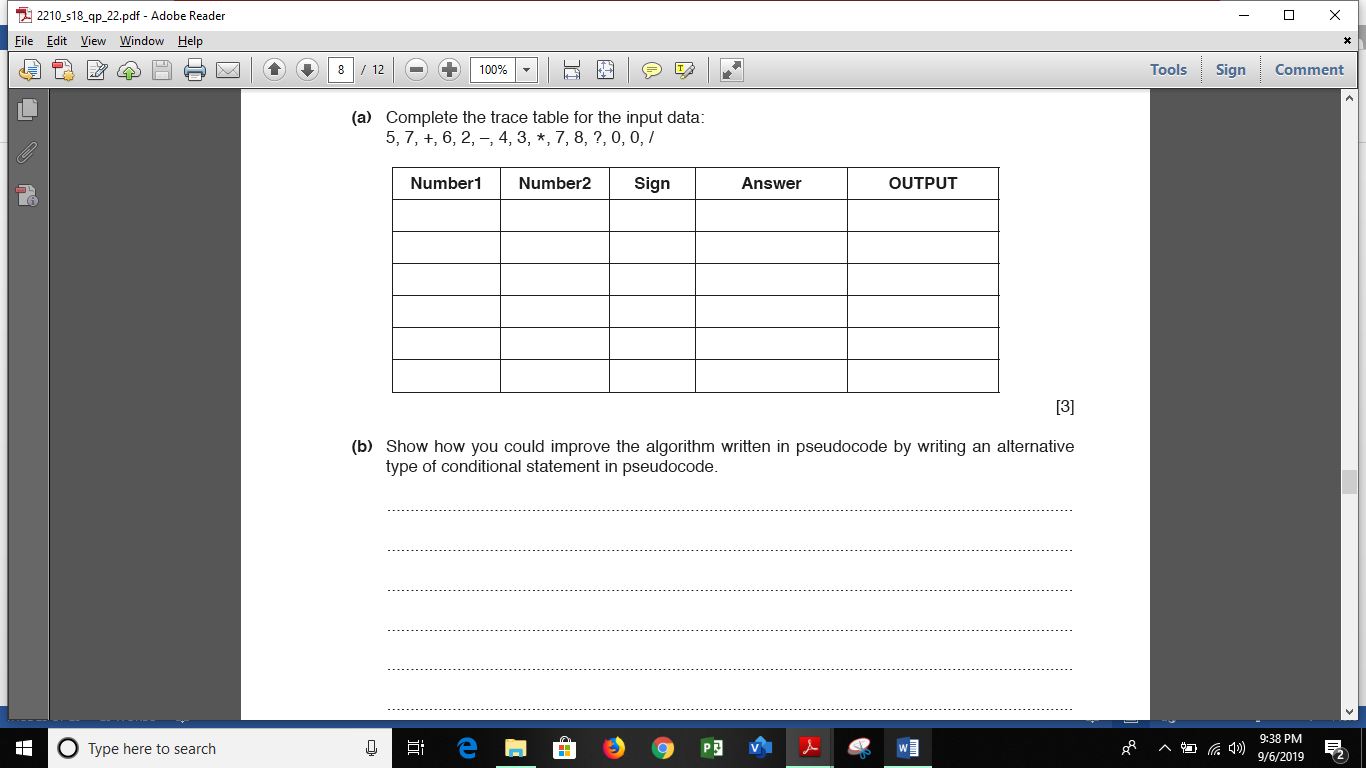 2210_s18_qp_22.pdf - Adobe Reader
File Edit View Window Help
8 / 12 100% Tools Sign Comment
(a) Complete the trace table for the input data:
5, 7, +, 6, 2, –, 4, 3, *, 7, 8, ?, 0, 0, /
Number1 Number2 Sign Answer OUTPUT
[3]
(b) Show how you could improve the algorithm written in pseudocode by writing an alternative
type of conditional statement in pseudocode.
Type here to search
9:38 PM
9/6/2019
2